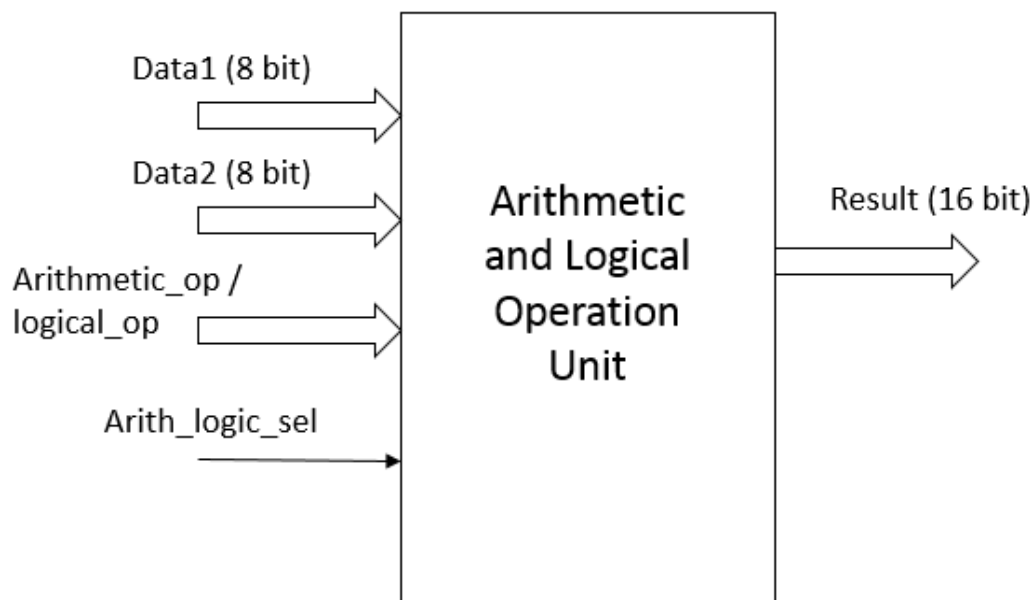 Data1 (8 bit)
Data2 (8 bit)
Arithmetic_op /
logical_op
Arith_logic_sel
Arithmetic
and Logical
Operation
Unit
Result (16 bit)